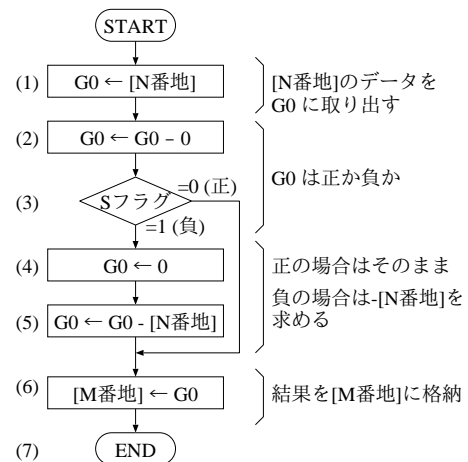 START
(1) G0 ← [N番地] [N番地]のデータを
G0 に取り出す
(2) G0 ← G0 - 0
G0 は正か負か
(3) Sフラグ =0 (正)
=1 (負)
(4) G0 ← 0 正の場合はそのまま
負の場合は-[N番地]を
求める
(5) G0 ← G0 - [N番地]
(6) [M番地] ← G0 結果を[M番地]に格納
(7) END